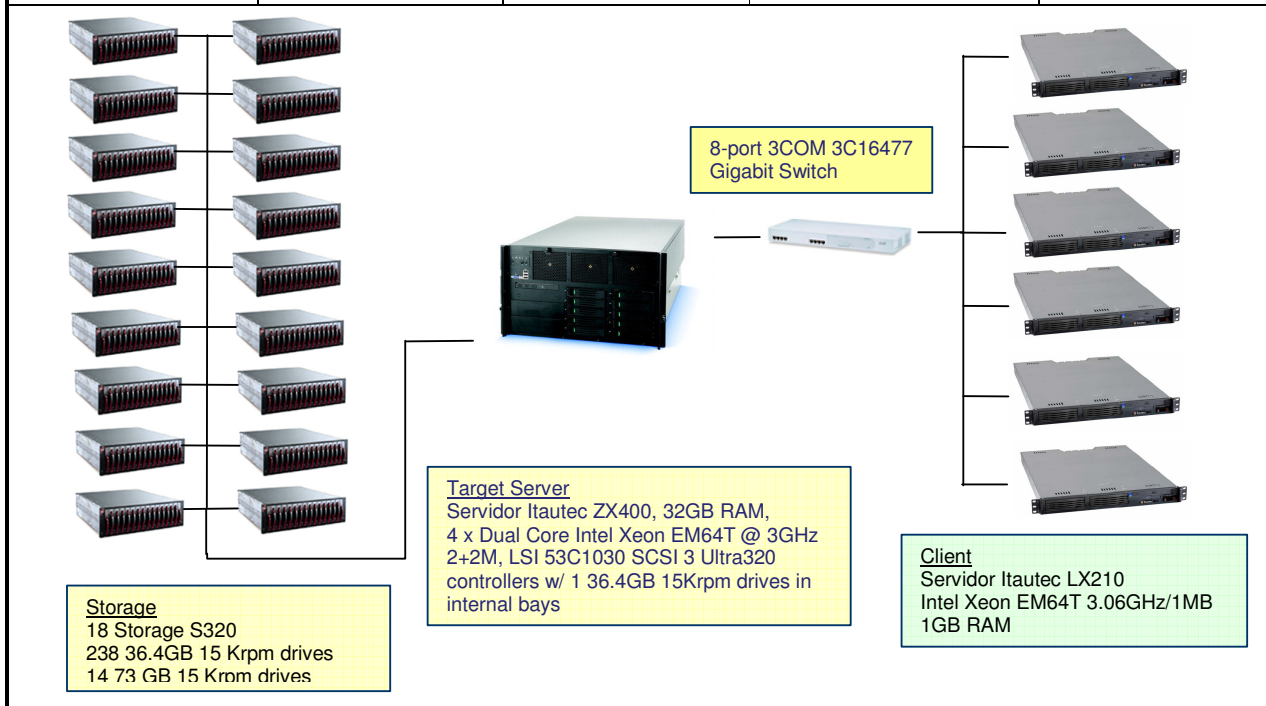 8-port 3COM 3C16477
Gigabit Switch
Target Server
Servidor Itautec ZX400, 32GB RAM,
4 x Dual Core Intel Xeon EM64T @ 3GHz
2+2M, LSI 53C1030 SCSI 3 Ultra320
controllers w/ 1 36.4GB 15Krpm drives in
internal bays
Client
Servidor Itautec LX210
Intel Xeon EM64T 3.06GHz/1MB
1GB RAM
Storage
18 Storage S320
238 36.4GB 15 Krpm drives
14 73 GB 15 Krpm drives